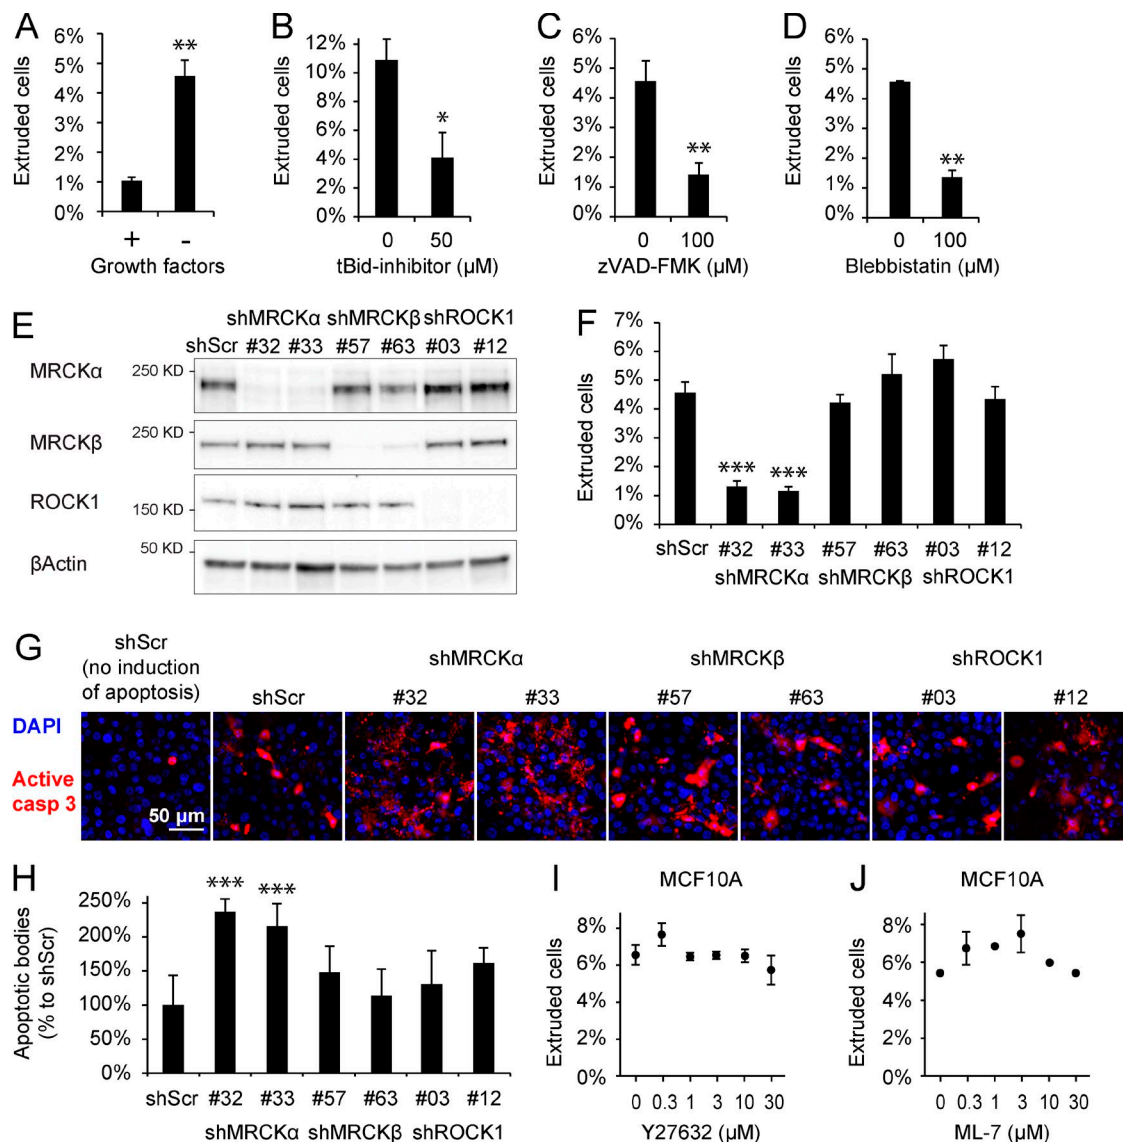 A
Extruded cells
6%
5%
4%
3%
2%
1%
0%
**
+ -
Growth factors
B
Extruded cells
12%
10%
8%
6%
4%
2%
0%
*
0 50
tBid-inhibitor (µM)
C
Extruded cells
6%
5%
4%
3%
2%
1%
0%
**
0 100
zVAD-FMK (µM)
D
Extruded cells
6%
5%
4%
3%
2%
1%
0%
**
0 100
Blebbistatin (µM)
E
shMRCKα shMRCKβ shROCK1
shScr #32 #33 #57 #63 #03 #12
MRCKα
250 KD
MRCKβ
250 KD
ROCK1
150 KD
βActin
50 KD
F
Extruded cells
7%
6%
5%
4%
3%
2%
1%
0%
*** ***
shScr #32 #33 #57 #63 #03 #12
shMRCKα shMRCKβ shROCK1
G
shScr
(no induction
of apoptosis)
shMRCKα shMRCKβ shROCK1
shScr #32 #33 #57 #63 #03 #12
DAPI
Active
casp 3
50 µm
H
Apoptotic bodies
(% to shScr)
250%
200%
150%
100%
50%
0%
*** ***
shScr #32 #33 #57 #63 #03 #12
shMRCKα shMRCKβ shROCK1
I
MCF10A
Extruded cells
8%
6%
4%
2%
0%
0 0.3 1 3 10 30
Y27632 (µM)
J
MCF10A
Extruded cells
8%
6%
4%
2%
0%
0 0.3 1 3 10 30
ML-7 (µM)